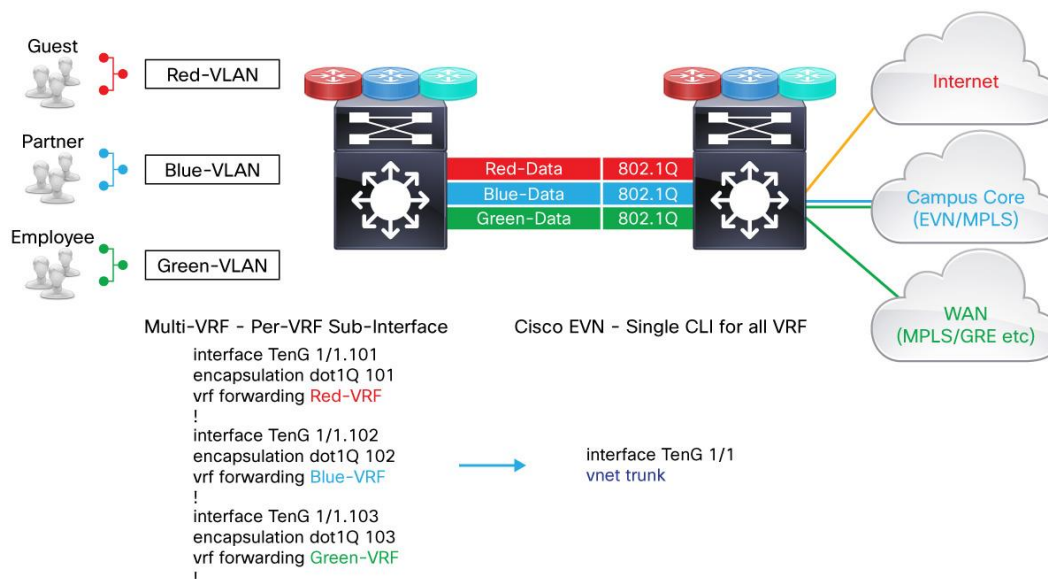 Guest
Red-VLAN
Partner
Blue-VLAN
Employee
Green-VLAN
Red-Data 802.1Q
Blue-Data 802.1Q
Green-Data 802.1Q
Internet
Campus Core
(EVN/MPLS)
WAN
(MPLS/GRE etc)
Multi-VRF - Per-VRF Sub-Interface
interface TenG 1/1.101
encapsulation dot1Q 101
vrf forwarding Red-VRF
!
interface TenG 1/1.102
encapsulation dot1Q 102
vrf forwarding Blue-VRF
!
interface TenG 1/1.103
encapsulation dot1Q 103
vrf forwarding Green-VRF
!
Cisco EVN - Single CLI for all VRF
interface TenG 1/1
vnet trunk